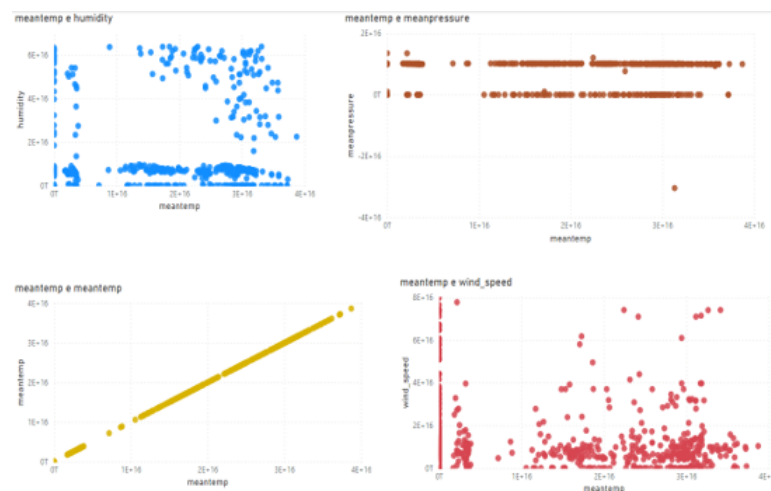 meantemp e humidity
6E+16
4E+16
2E+16
0T
humidity
0T 1E+16 2E+16 3E+16 4E+16
meantemp
meantemp e meanpressure
2E+16
0T
-2E+16
-4E+16
meanpressure
0T 1E+16 2E+16 3E+16 4E+16
meantemp
meantemp e meantemp
4E+16
3E+16
2E+16
1E+16
0T
meantemp
0T 1E+16 2E+16 3E+16 4E+16
meantemp
meantemp e wind_speed
8E+16
6E+16
4E+16
2E+16
0T
wind_speed
0T 1E+16 2E+16 3E+16 4E+16
meantemp